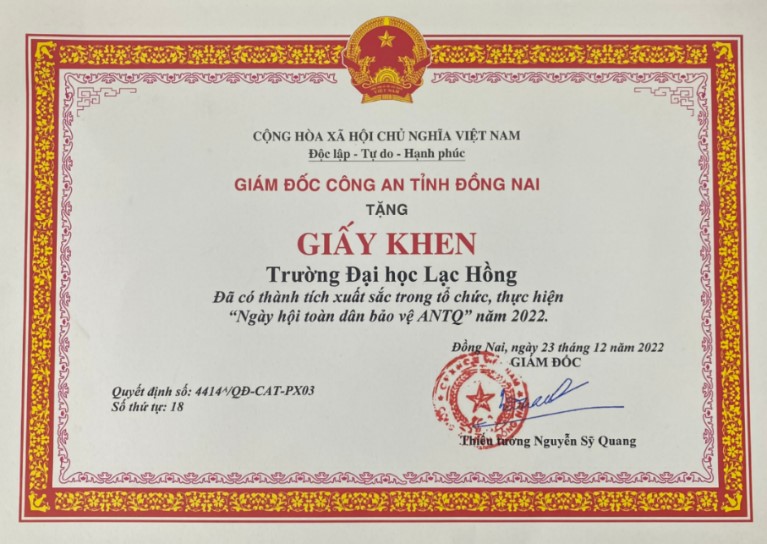 CỘNG HÒA XÃ HỘI CHỦ NGHĨA VIỆT NAM
Độc lập - Tự do - Hạnh phúc
GIÁM ĐỐC CÔNG AN TỈNH ĐỒNG NAI
TẶNG
GIẤY KHEN
Trường Đại học Lạc Hồng
Đã có thành tích xuất sắc trong tổ chức, thực hiện
“Ngày hội toàn dân bảo vệ ANTQ” năm 2022.
Đồng Nai, ngày 23 tháng 12 năm 2022
GIÁM ĐỐC
Quyết định số: 4414^/QĐ-CAT-PX03
Số thứ tự: 18
Thiếu tướng Nguyễn Sỹ Quang